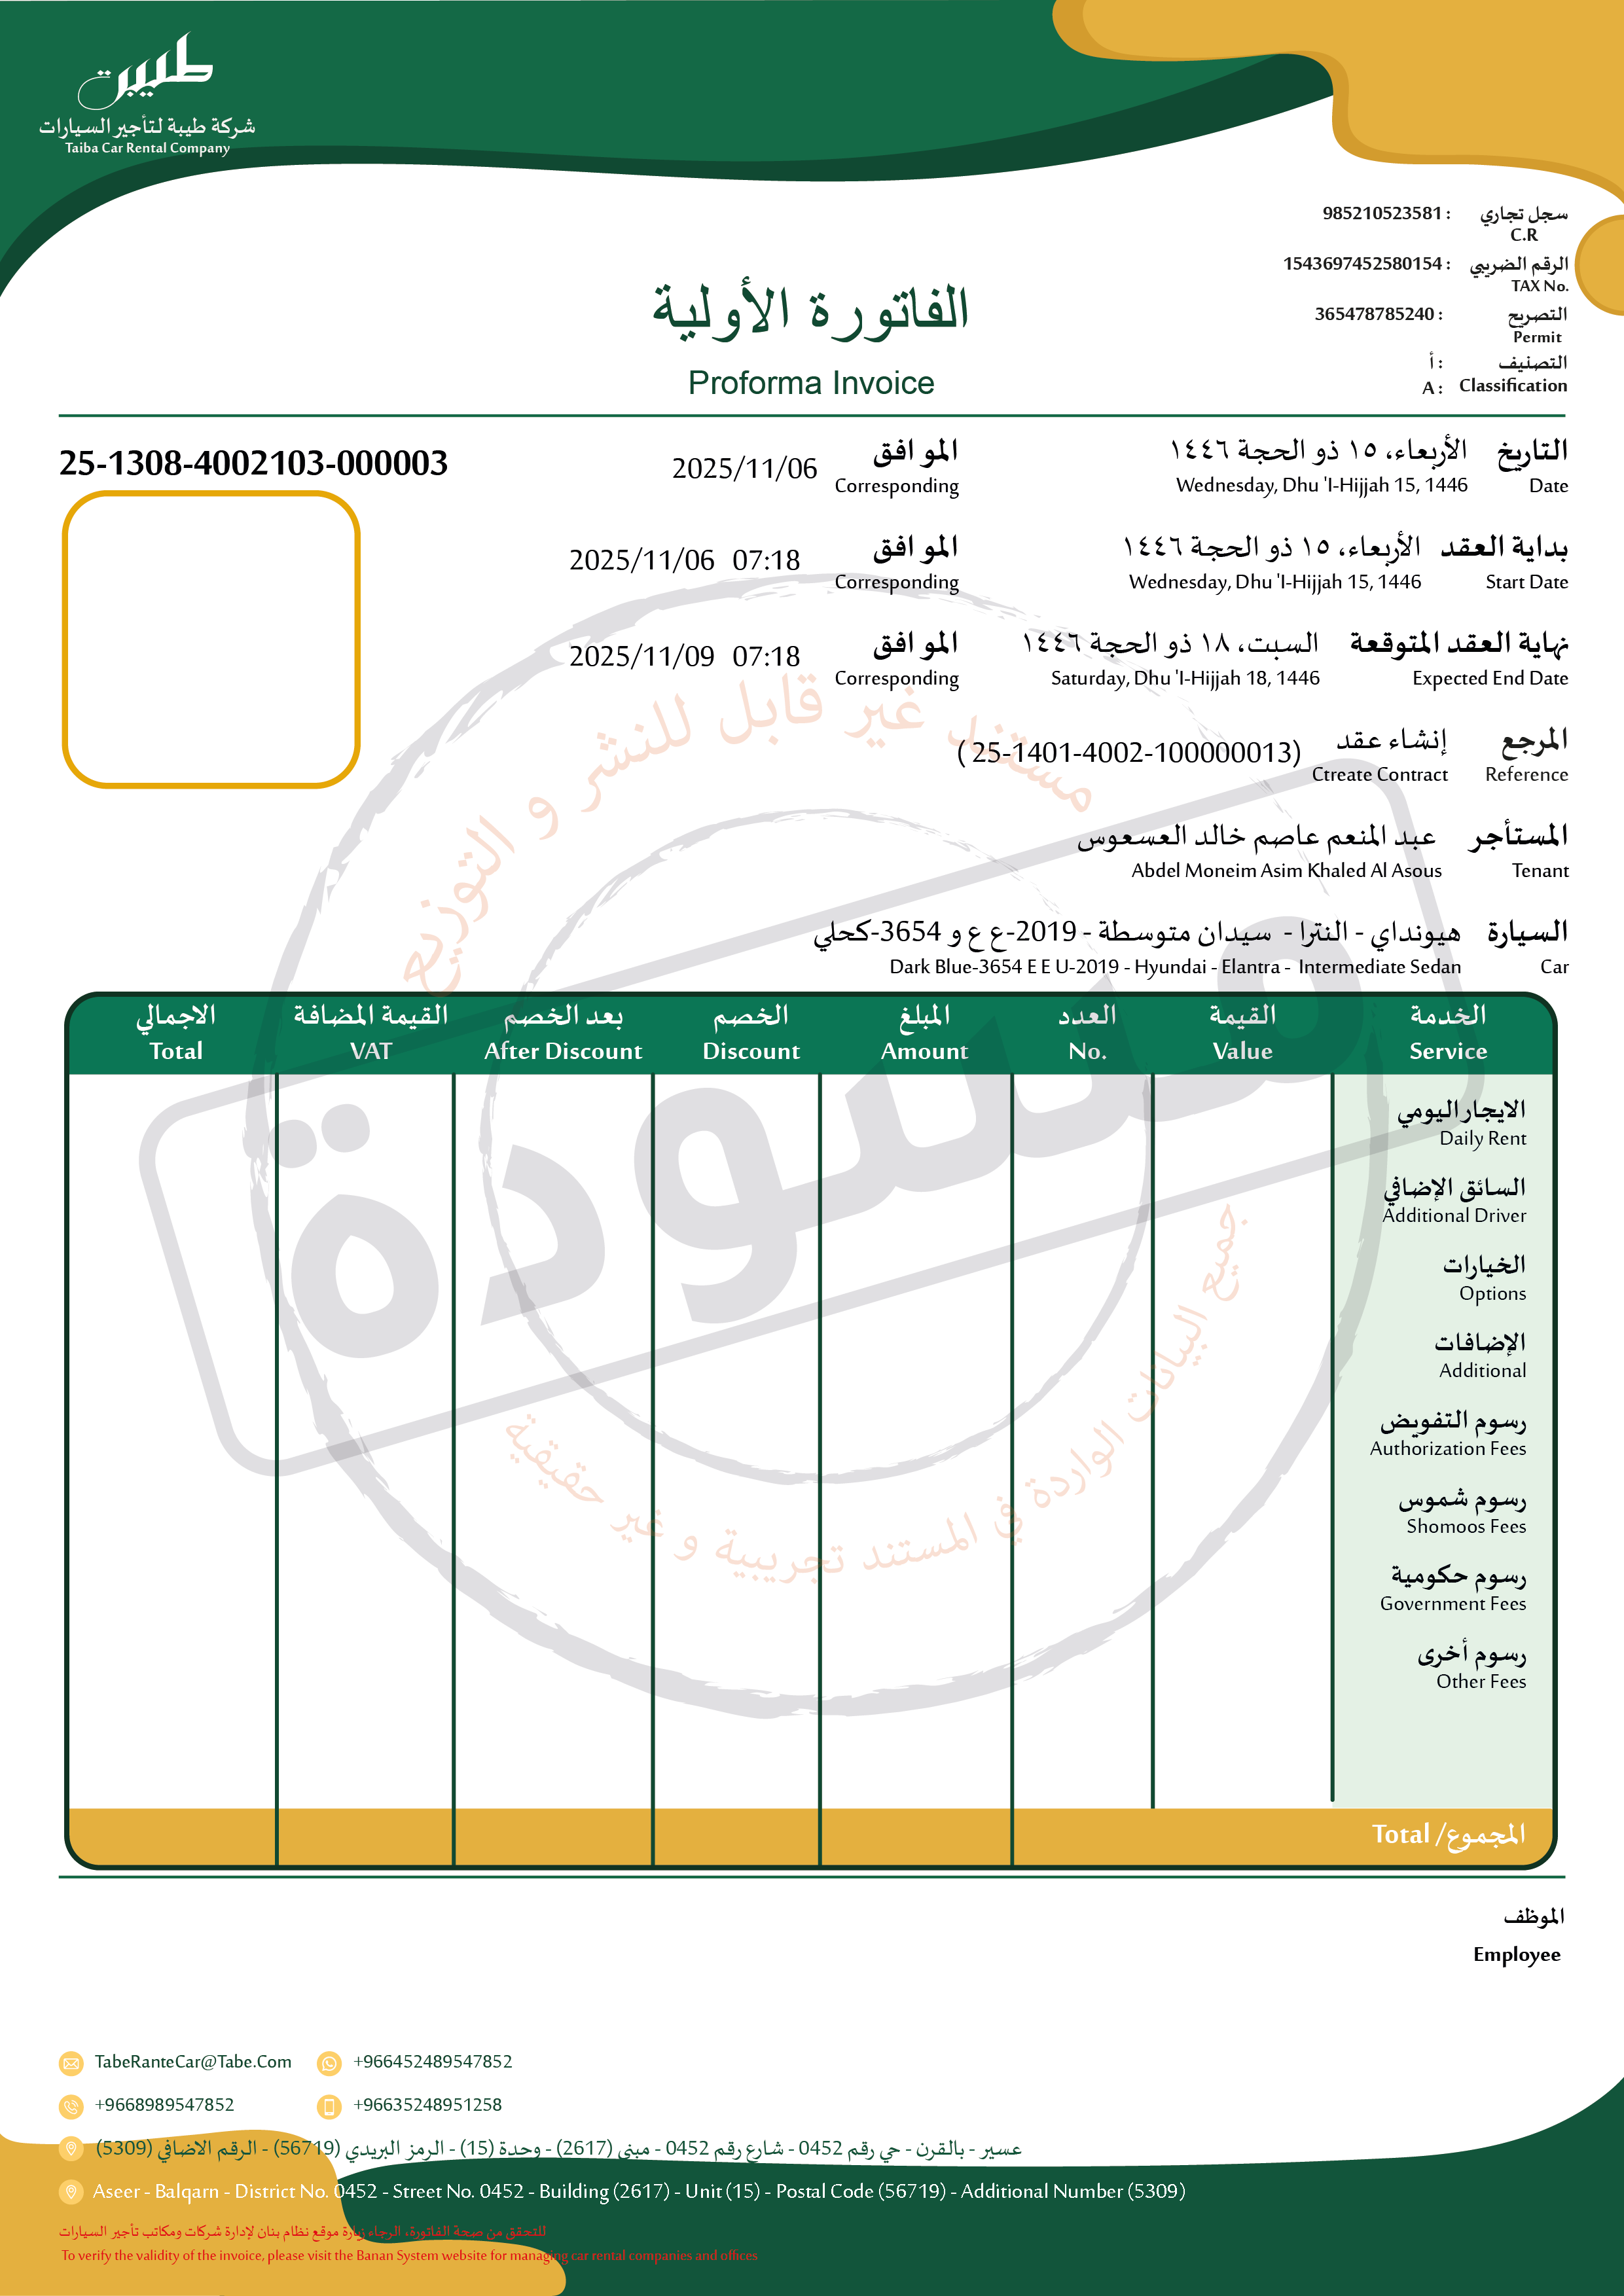 طيبة
شركة طيبة لتأجير السيارات
Taiba Car Rental Company
سجل تجاري : 985210523581
C.R
الرقم الضريبي : 1543697452580154
TAX No.
التصريح : 365478785240
Permit
التصنيف : أ
Classification : A
الفاتورة الأولية
Proforma Invoice
25-1308-4002103-000003
التاريخ الأربعاء، ١٥ ذو الحجة ١٤٤٦ الموافق 2025/11/06
Date Wednesday, Dhu 'I-Hijjah 15, 1446 Corresponding
بداية العقد الأربعاء، ١٥ ذو الحجة ١٤٤٦ الموافق 2025/11/06 07:18
Start Date Wednesday, Dhu 'I-Hijjah 15, 1446 Corresponding
نهاية العقد المتوقعة السبت، ١٨ ذو الحجة ١٤٤٦ الموافق 2025/11/09 07:18
Expected End Date Saturday, Dhu 'I-Hijjah 18, 1446 Corresponding
المرجع إنشاء عقد (25-1401-4002-100000013 )
Reference Ctreate Contract
المستأجر عبد المنعم عاصم خالد العسعوس
Tenant Abdel Moneim Asim Khaled Al Asous
السيارة هيونداي - النترا - سيدان متوسطة - 2019-ع ع و 3654-كحلي
Car Dark Blue-3654 E E U-2019 - Hyundai - Elantra - Intermediate Sedan
الخدمة القيمة العدد المبلغ الخصم بعد الخصم القيمة المضافة الاجمالي
Service Value No. Amount Discount After Discount VAT Total
الايجار اليومي
Daily Rent
السائق الإضافي
Additional Driver
الخيارات
Options
الإضافات
Additional
رسوم التفويض
Authorization Fees
رسوم شموس
Shomoos Fees
رسوم حكومية
Government Fees
رسوم أخرى
Other Fees
المجموع/ Total
مستند غير قابل للنشر و التوزيع
مسودة
جميع البيانات الواردة في المستند تجريبية و غير حقيقية
الموظف
Employee
TabeRanteCar@Tabe.Com +966452489547852
+9668989547852 +96635248951258
عسير - بالقرن - حي رقم 0452 - شارع رقم 0452 - مبنى (2617) - وحدة (15) - الرمز البريدي (56719) - الرقم الاضافي (5309)
Aseer - Balqarn - District No. 0452 - Street No. 0452 - Building (2617) - Unit (15) - Postal Code (56719) - Additional Number (5309)
للتحقق من صحة الفاتورة، الرجاء زيارة موقع نظام بنان لإدارة شركات ومكاتب تأجير السيارات
To verify the validity of the invoice, please visit the Banan System website for managing car rental companies and offices